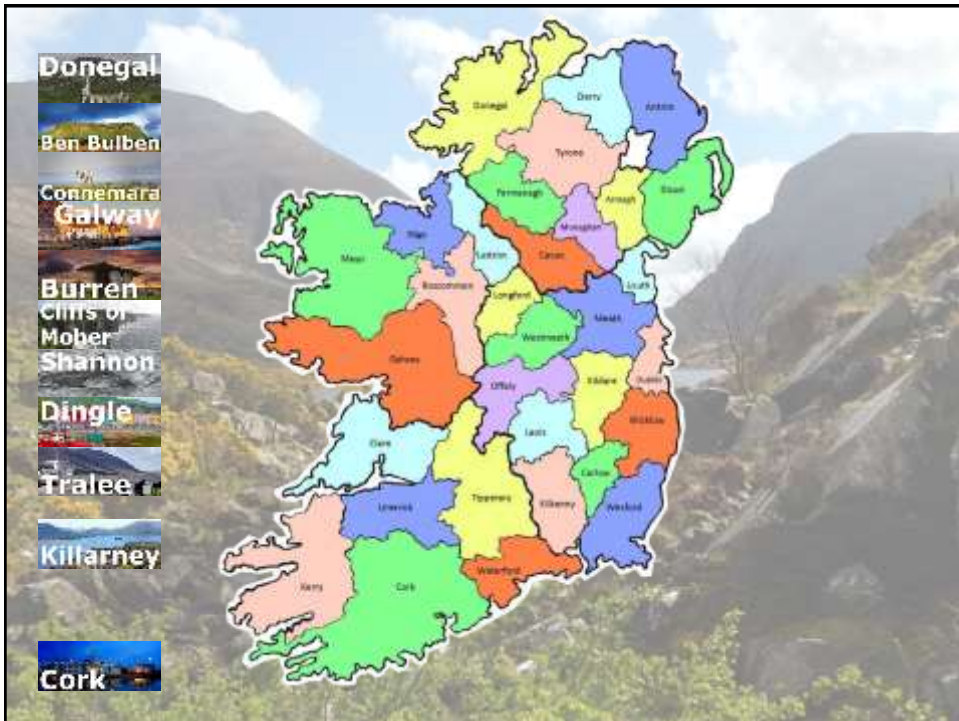 Donegal
Ben Bulben
Connemara
Galway
Burren
Cliffs of
Moher
Shannon
Dingle
Tralee
Killarney
Cork
Donegal
Derry
Antrim
Tyrone
Fermanagh
Armagh
Down
Monaghan
Sligo
Leitrim
Cavan
Mayo
Roscommon
Longford
Louth
Meath
Westmeath
Galway
Offaly
Kildare
Dublin
Wicklow
Laois
Clare
Carlow
Tipperary
Kilkenny
Wexford
Limerick
Waterford
Kerry
Cork